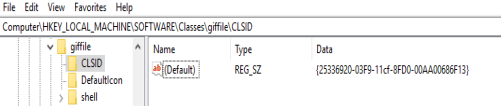 File Edit View Favorites Help
Computer\HKEY_LOCAL_MACHINE\SOFTWARE\Classes\giffile\CLSID
giffile
CLSID
DefaultIcon
shell
Name Type Data
ab (Default) REG_SZ {25336920-03F9-11cf-8FD0-00AA00686F13}